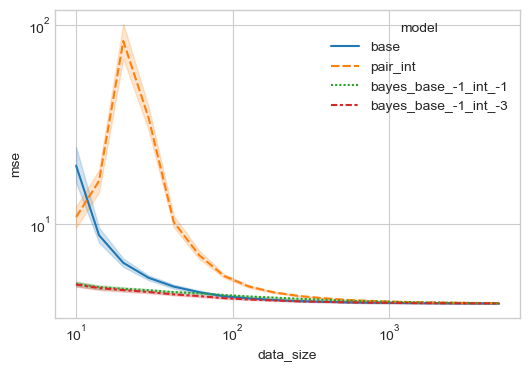 model
base
pair_int
bayes_base_-1_int_-1
bayes_base_-1_int_-3
mse
10²
10¹
10¹
10²
10³
data_size